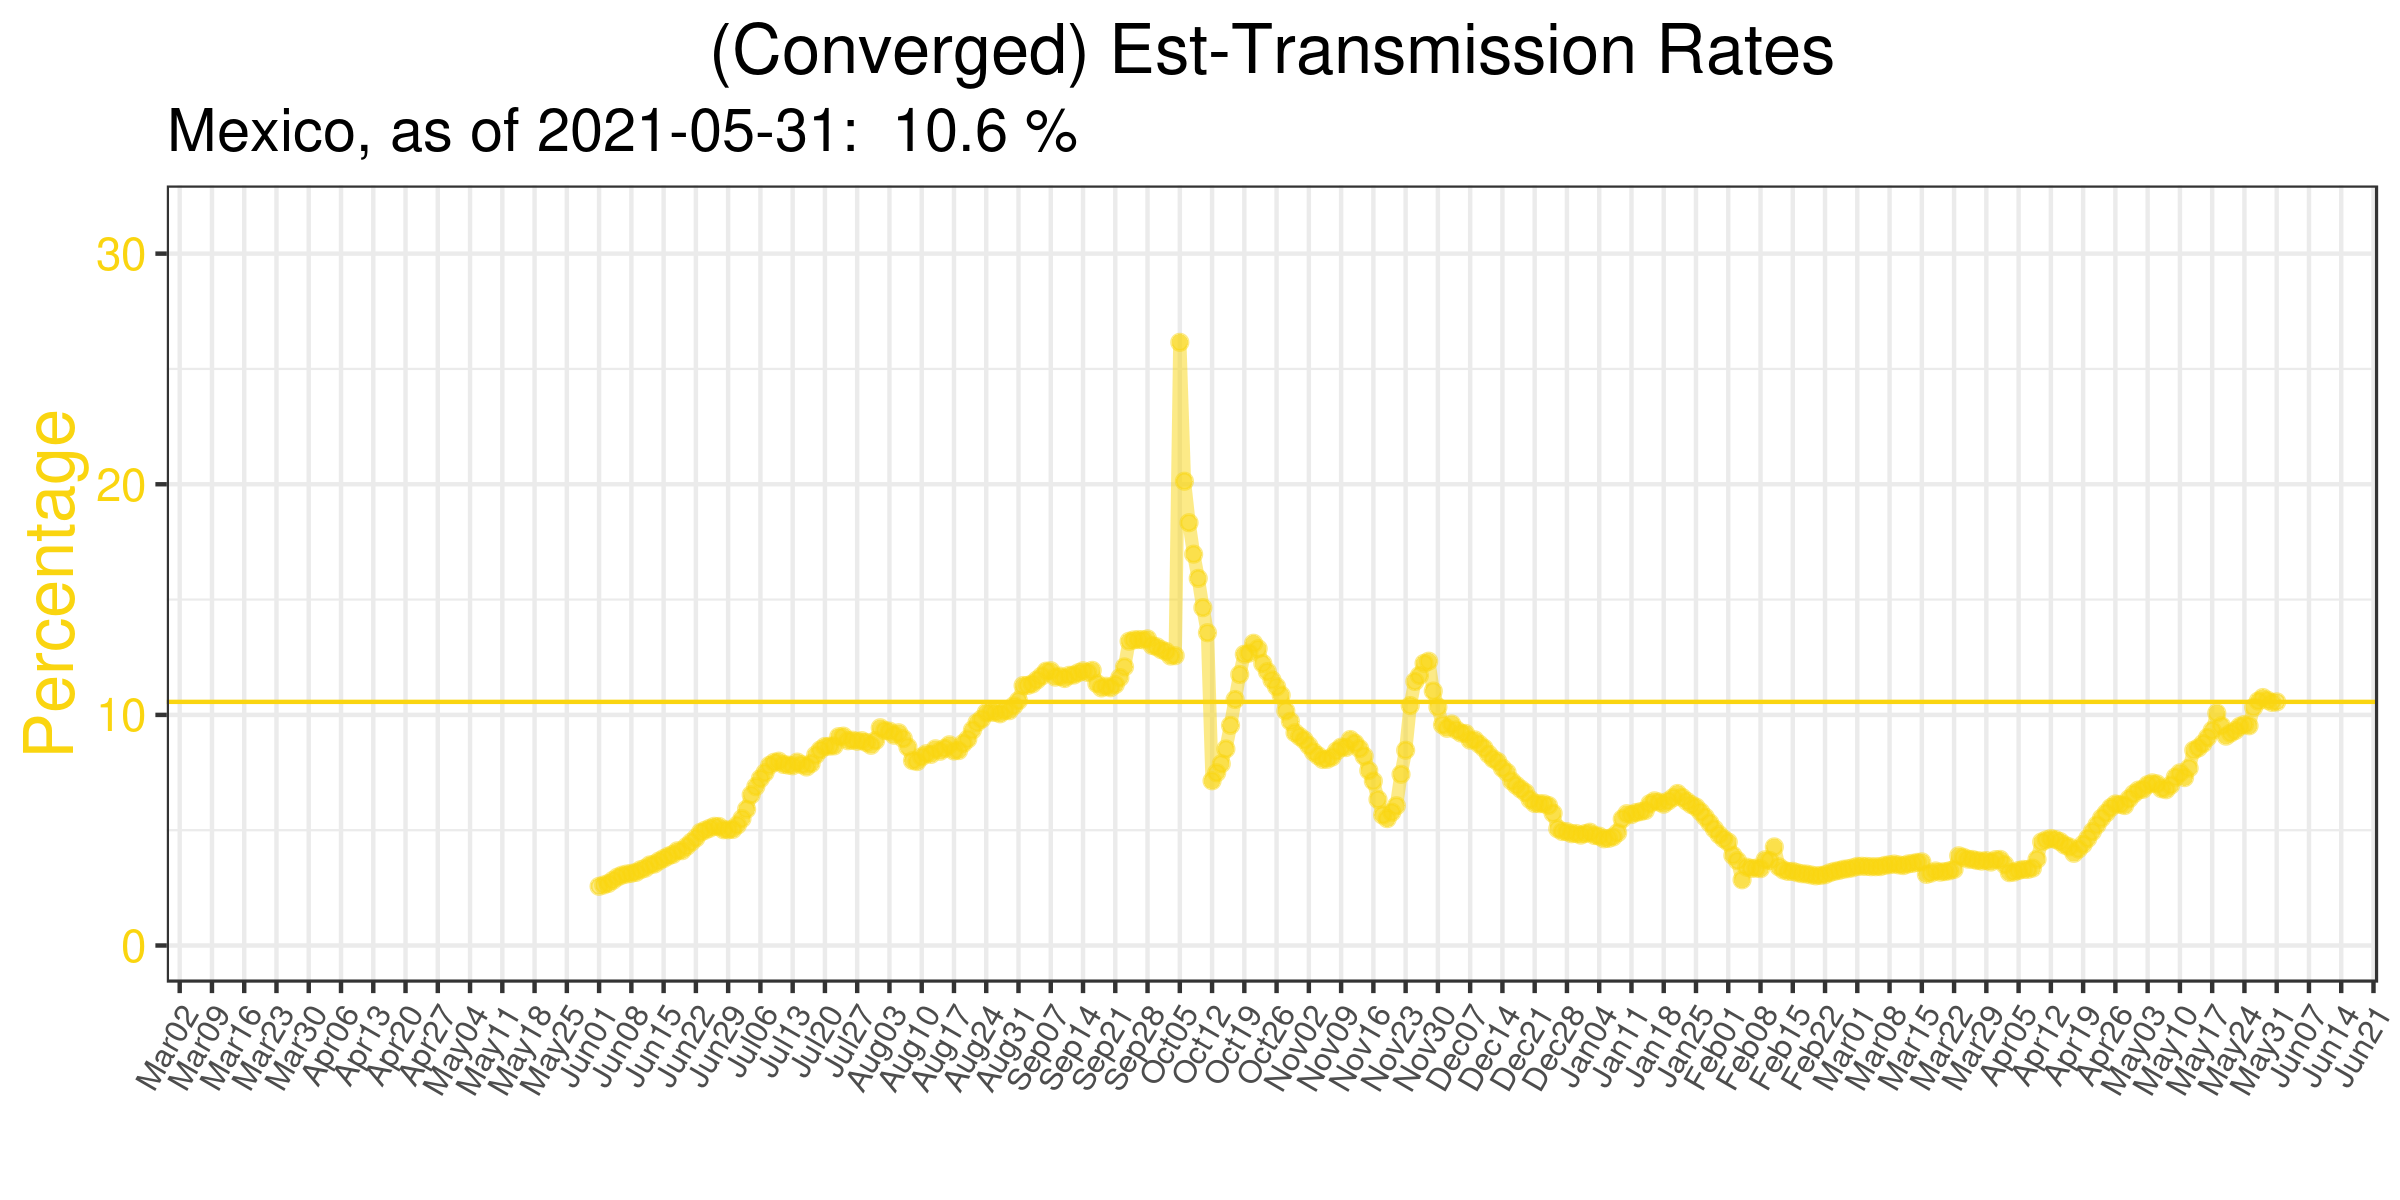 (Converged) Est-Transmission Rates
Mexico, as of 2021-05-31:  10.6 %
Percentage
30
20
10
0
Mar02
Mar09
Mar16
Mar23
Mar30
Apr06
Apr13
Apr20
Apr27
May04
May11
May18
May25
Jun01
Jun08
Jun15
Jun22
Jun29
Jul06
Jul13
Jul20
Jul27
Aug03
Aug10
Aug17
Aug24
Aug31
Sep07
Sep14
Sep21
Sep28
Oct05
Oct12
Oct19
Oct26
Nov02
Nov09
Nov16
Nov23
Nov30
Dec07
Dec14
Dec21
Dec28
Jan04
Jan11
Jan18
Jan25
Feb01
Feb08
Feb15
Feb22
Mar01
Mar08
Mar15
Mar22
Mar29
Apr05
Apr12
Apr19
Apr26
May03
May10
May17
May24
May31
Jun07
Jun14
Jun21